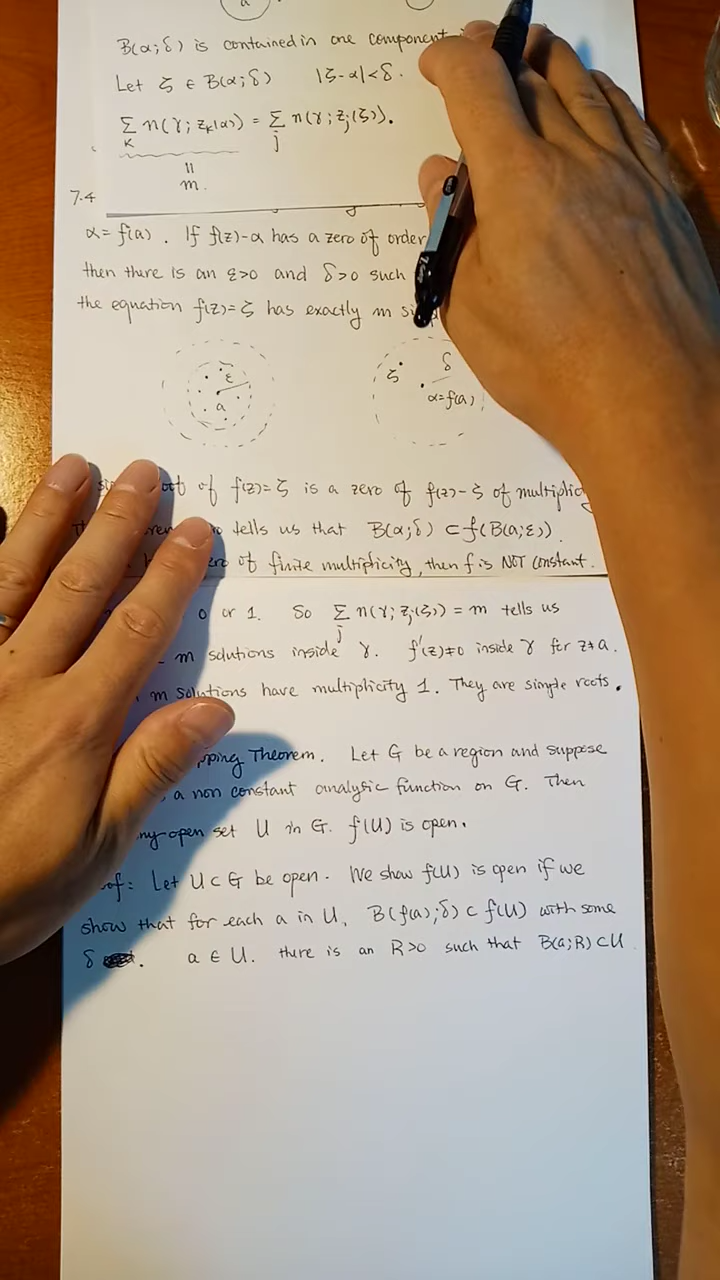 a
B(α;δ) is contained in one component
Let ζ ∈ B(α;δ) |ζ-α|<δ.
∑_k n(γ; z_k(α)) = ∑_j n(γ; z_j(ζ)).
=
m.
7.4
α = f(a). If f(z)-α has a zero of order
then there is an ε>0 and δ>0 such
the equation f(z)=ζ has exactly m
ε a ζ δ α=f(a)
of f(z)=ζ is a zero of f(z)-ζ of
tells us that B(α;δ) ⊂ f(B(a;ε)).
of finite multiplicity, then f is NOT constant.
0 or 1. So ∑_j n(γ; z_j(ζ)) = m tells us
m solutions inside γ. f'(z)≠0 inside γ for z≠a.
m solutions have multiplicity 1. They are simple roots.
Theorem. Let G be a region and suppose
a non constant analytic function on G. Then
open set U in G. f(U) is open.
Let U⊂G be open. We show f(U) is open if we
show that for each a in U, B(f(a);δ) ⊂ f(U) with some
δ . a ∈ U. there is an R>0 such that B(a;R)⊂U